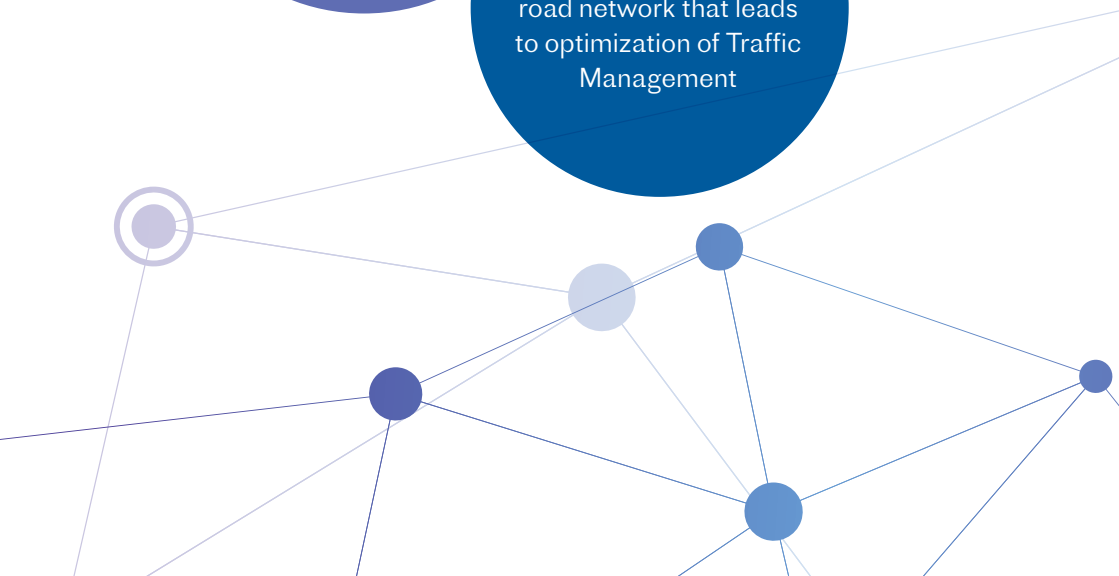 road network that leads
to optimization of Traffic
Management